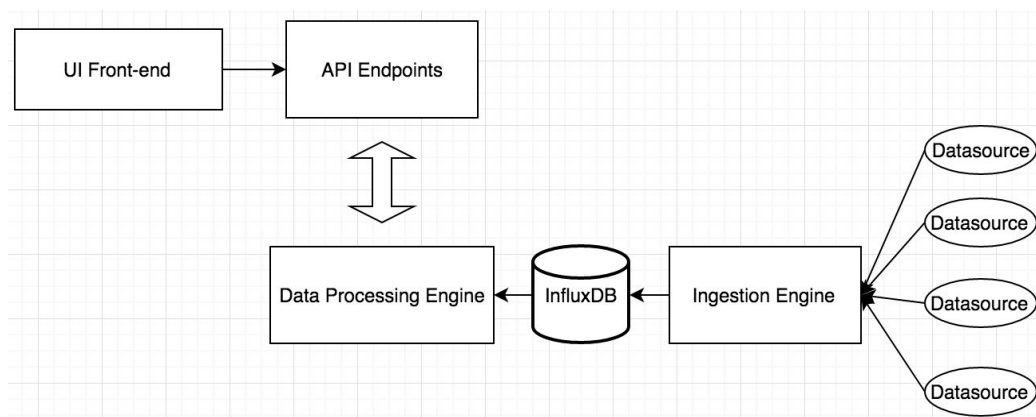 UI Front-end
API Endpoints
Datasource
Datasource
Data Processing Engine
InfluxDB
Ingestion Engine
Datasource
Datasource